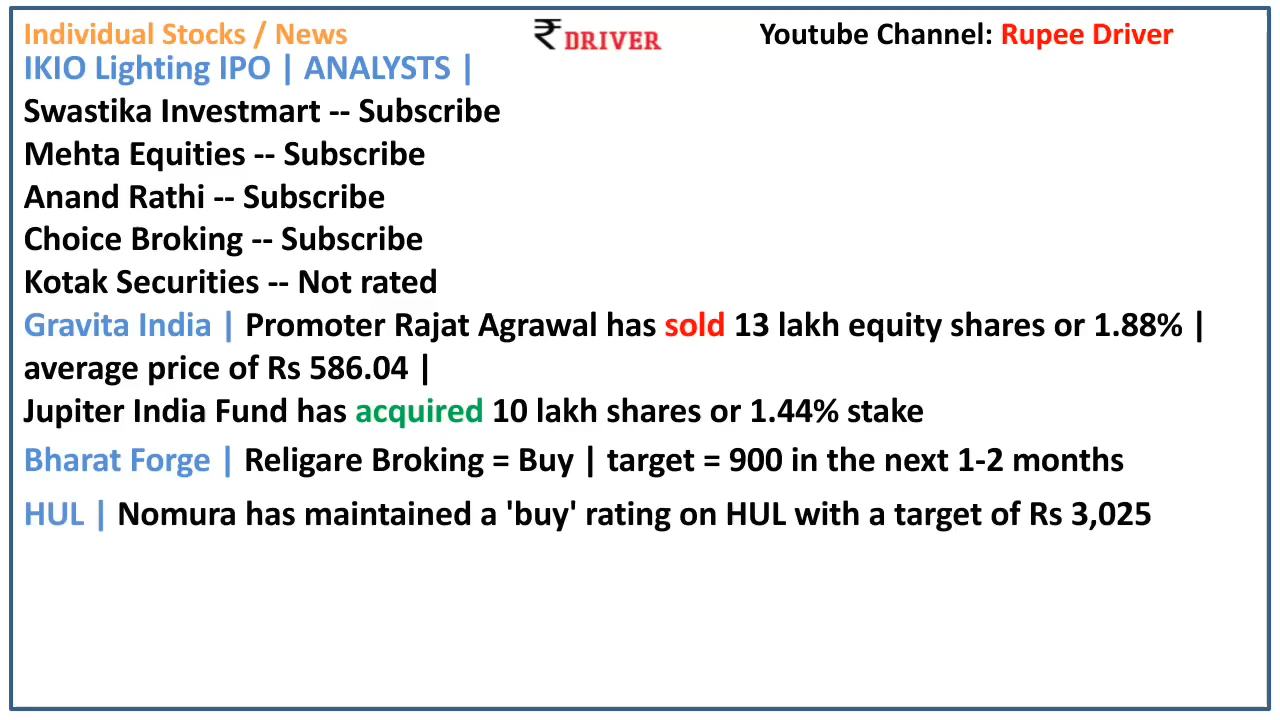 Individual Stocks / News
₹ DRIVER
Youtube Channel: Rupee Driver
IKIO Lighting IPO | ANALYSTS |
Swastika Investmart -- Subscribe
Mehta Equities -- Subscribe
Anand Rathi -- Subscribe
Choice Broking -- Subscribe
Kotak Securities -- Not rated
Gravita India | Promoter Rajat Agrawal has sold 13 lakh equity shares or 1.88% |
average price of Rs 586.04 |
Jupiter India Fund has acquired 10 lakh shares or 1.44% stake
Bharat Forge | Religare Broking = Buy | target = 900 in the next 1-2 months
HUL | Nomura has maintained a 'buy' rating on HUL with a target of Rs 3,025